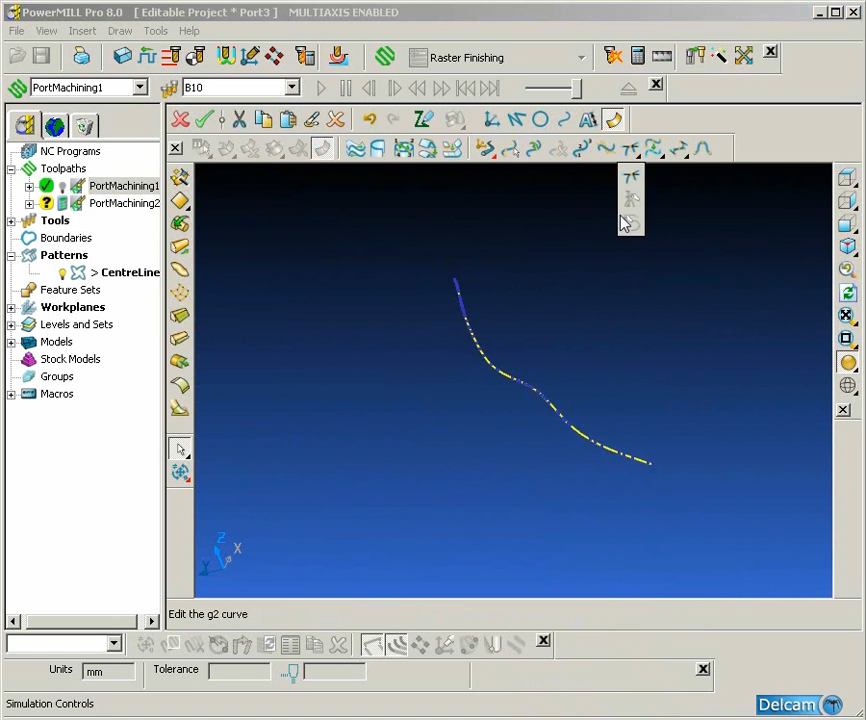 PowerMILL Pro 8.0 [ Editable Project * Port3 ] MULTIAXIS ENABLED
File View Insert Draw Tools Help
Raster Finishing
PortMachining1 B10
NC Programs
Toolpaths
PortMachining1
PortMachining2
Tools
Boundaries
Patterns
> CentreLine
Feature Sets
Workplanes
Levels and Sets
Models
Stock Models
Groups
Macros
Z
X
Y
Edit the g2 curve
Units mm Tolerance
Simulation Controls
Delcam